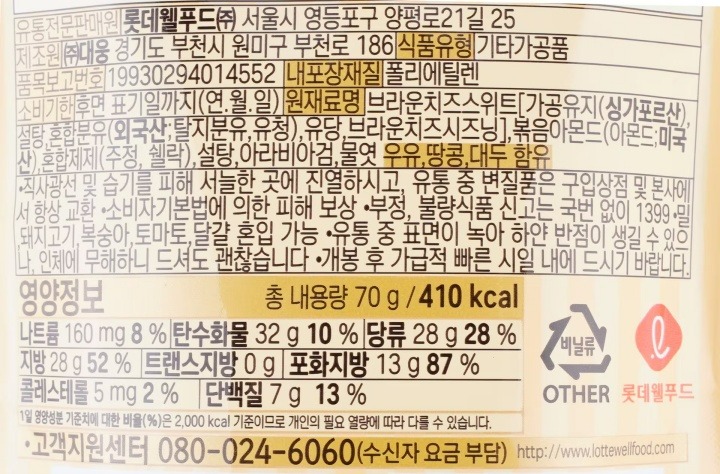 유통전문판매원 롯데웰푸드㈜ 서울시 영등포구 양평로21길 25
제조원 ㈜대웅 경기도 부천시 원미구 부천로 186 식품유형 기타가공품
품목보고번호 19930294014552 내포장재질 폴리에틸렌
소비기한 후면 표기일까지(연.월.일) 원재료명 브라운치즈스위트[가공유지(싱가포르산),
설탕,혼합분유(외국산;탈지분유,유청),유당,브라운치즈시즈닝],볶음아몬드(아몬드;미국
산),혼합제제(주정, 쉘락),설탕,아라비아검,물엿 우유,땅콩,대두 함유
•직사광선 및 습기를 피해 서늘한 곳에 진열하시고, 유통 중 변질품은 구입상점 및 본사에
서 항상 교환 •소비자기본법에 의한 피해 보상 •부정, 불량식품 신고는 국번 없이 1399 •밀,
돼지고기, 복숭아, 토마토, 달걀 혼입 가능 •유통 중 표면이 녹아 하얀 반점이 생길 수 있으
나, 인체에 무해하니 드셔도 괜찮습니다 •개봉 후 가급적 빠른 시일 내에 드시기 바랍니다.
영양정보 총 내용량 70 g / 410 kcal
나트륨 160 mg 8 % 탄수화물 32 g 10 % 당류 28 g 28 %
지방 28 g 52 % 트랜스지방 0 g 포화지방 13 g 87 %
콜레스테롤 5 mg 2 % 단백질 7 g 13 %
1일 영양성분 기준치에 대한 비율(%)은 2,000 kcal 기준이므로 개인의 필요 열량에 따라 다를 수 있습니다.
비닐류
OTHER
롯데웰푸드
•고객지원센터 080-024-6060(수신자 요금 부담) http://www.lottewellfood.com